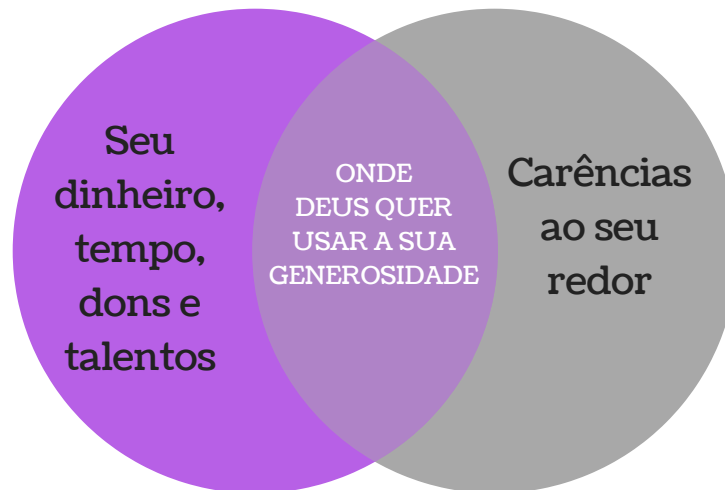 Seu
dinheiro,
tempo,
dons e
talentos
ONDE
DEUS QUER
USAR A SUA
GENEROSIDADE
Carências
ao seu
redor